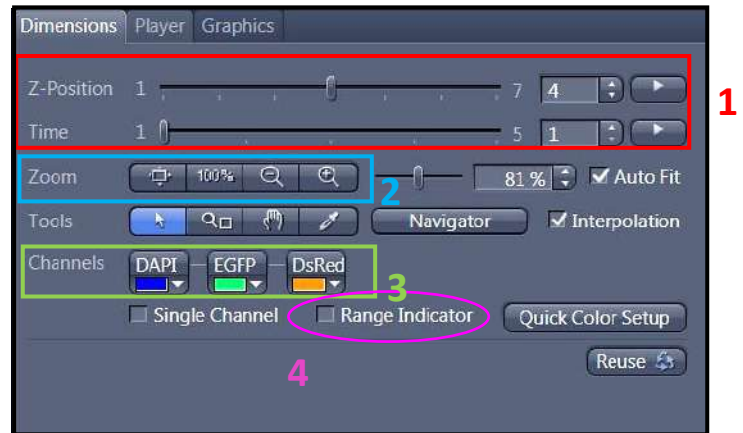 Dimensions Player Graphics
Z-Position 1 7 4
1
Time 1 5 1
Zoom 100% 81 % Auto Fit
2
Tools Navigator Interpolation
Channels DAPI EGFP DsRed
3
Single Channel Range Indicator Quick Color Setup
4
Reuse